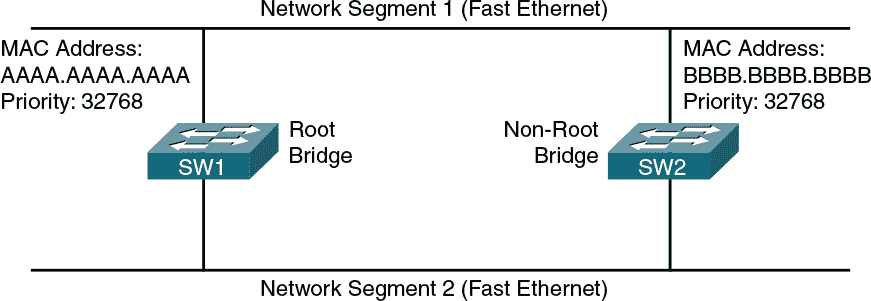 Network Segment 1 (Fast Ethernet)
MAC Address:
AAAA.AAAA.AAAA
Priority: 32768
MAC Address:
BBBB.BBBB.BBBB
Priority: 32768
Root
Bridge
Non-Root
Bridge
SW1
SW2
Network Segment 2 (Fast Ethernet)